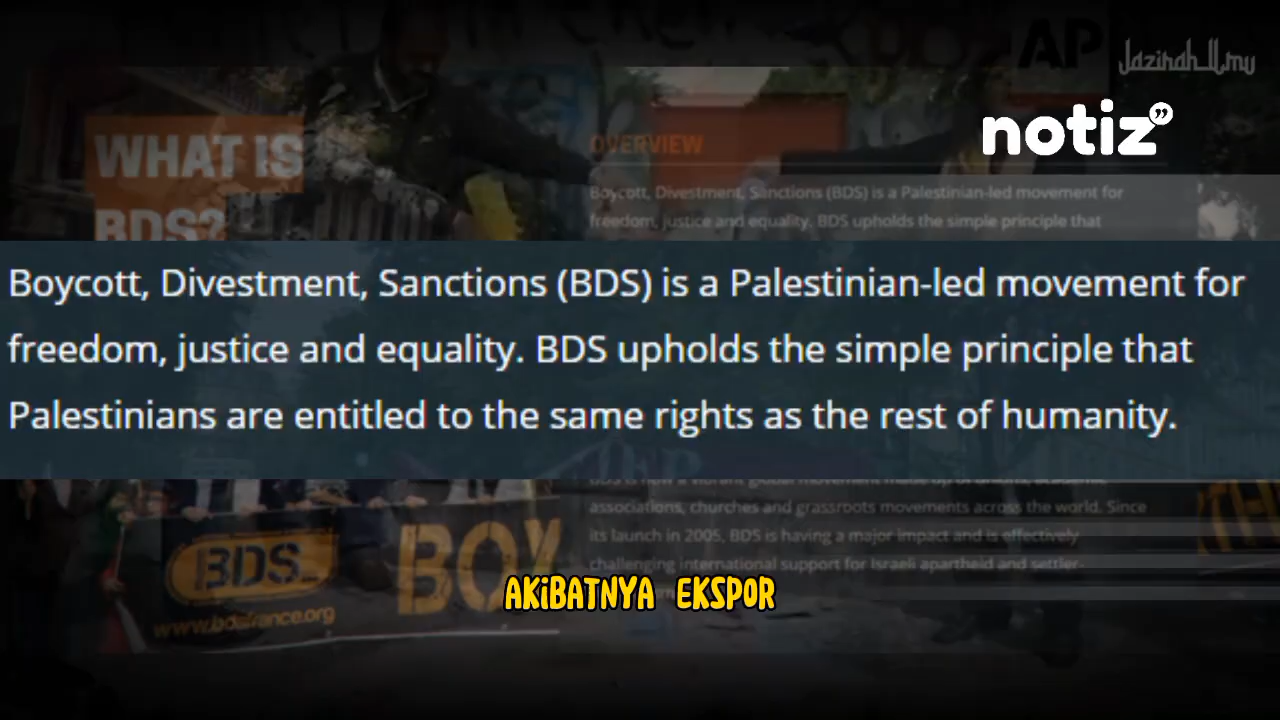 AP
Jazirah_Ilmu
notiz”
WHAT IS
BDS?
OVERVIEW
Boycott, Divestment, Sanctions (BDS) is a Palestinian-led movement for
freedom, justice and equality. BDS upholds the simple principle that
Boycott, Divestment, Sanctions (BDS) is a Palestinian-led movement for
freedom, justice and equality. BDS upholds the simple principle that
Palestinians are entitled to the same rights as the rest of humanity.
associations, churches and grassroots movements across the world. Since
its launch in 2005, BDS is having a major impact and is effectively
challenging international support for Israeli apartheid and settler-
BDS
BOY
www.bdsfrance.org
AKIBATNYA EKSPOR